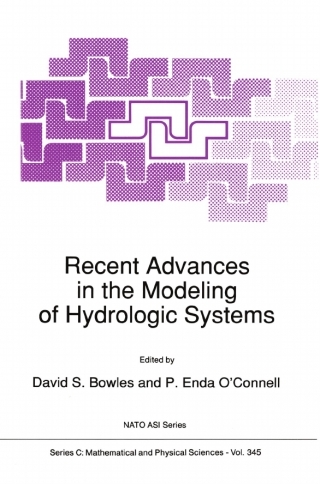 Recent Advances
in the Modeling
of Hydrologic Systems
Edited by
David S. Bowles and P. Enda O'Connell
NATO ASI Series
Series C: Mathematical and Physical Sciences - Vol. 345